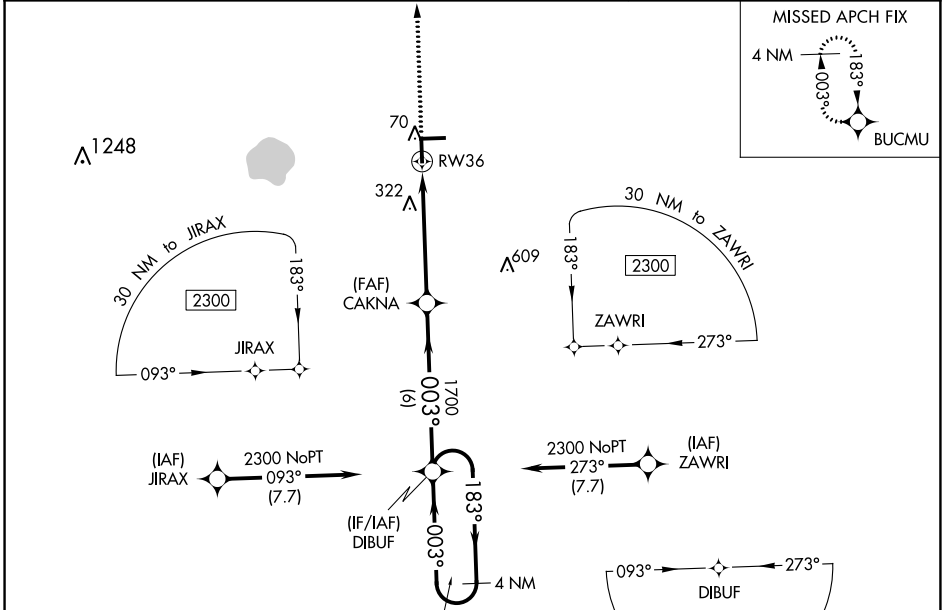 MISSED APCH FIX
4 NM
183°
003°
BUCMU
1248
70
RW36
322
609
30 NM to JIRAX
183°
2300
JIRAX
093°
(FAF)
CAKNA
30 NM to ZAWRI
183°
2300
ZAWRI
273°
1700
003°
(6)
(IAF)
JIRAX
2300 NoPT
093°
(7.7)
2300 NoPT
273°
(7.7)
(IAF)
ZAWRI
(IF/IAF)
DIBUF
183°
003°
4 NM
093°
273°
DIBUF